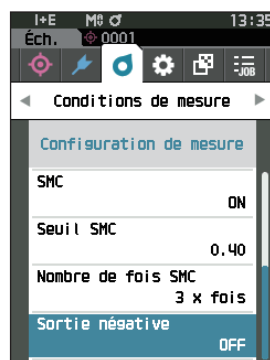 I+E M♂ 13:35
Éch. 0001
JOB
Conditions de mesure
Configuration de mesure
SMC
ON
Seuil SMC
0.40
Nombre de fois SMC
3 x fois
Sortie négative
OFF